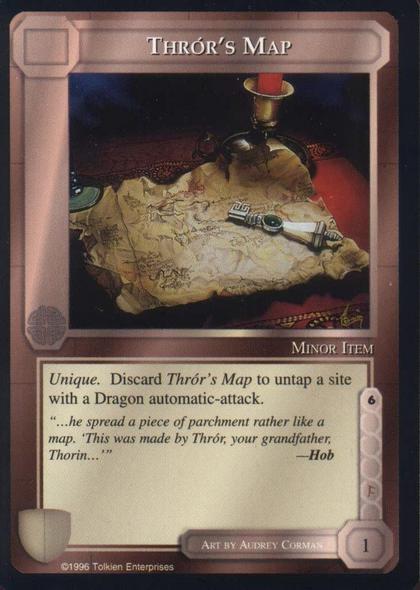 THRÓR'S MAP
MINOR ITEM
Unique. Discard Thrór's Map to untap a site
with a Dragon automatic-attack.
“...he spread a piece of parchment rather like a
map. ‘This was made by Thrór, your grandfather,
Thorin...’” —Hob
6
ART BY AUDREY CORMAN
1
©1996 Tolkien Enterprises